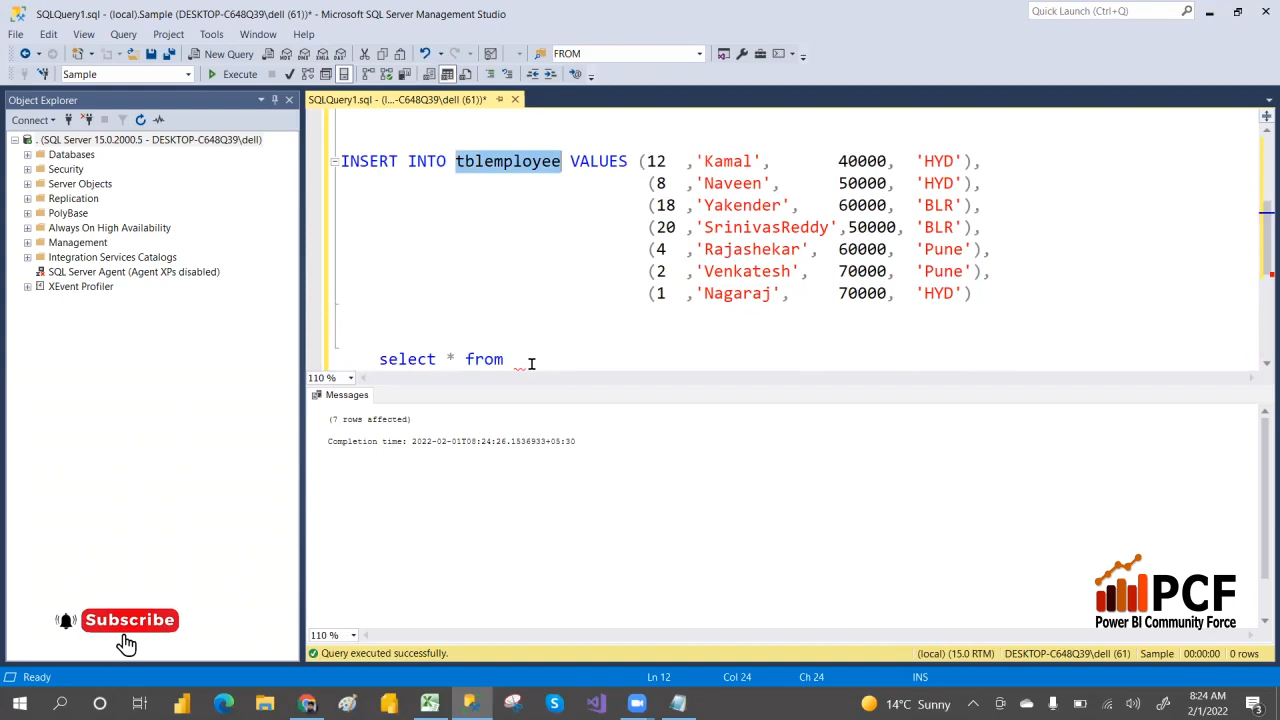 SQLQuery1.sql - (local).Sample (DESKTOP-C648Q39\dell (61))* - Microsoft SQL Server Management Studio
Quick Launch (Ctrl+Q)
File Edit View Query Project Tools Window Help
New Query
FROM
Sample
Execute
Object Explorer
SQLQuery1.sql - (l...-C648Q39\dell (61))*
Connect
. (SQL Server 15.0.2000.5 - DESKTOP-C648Q39\dell)
Databases
Security
Server Objects
Replication
PolyBase
Always On High Availability
Management
Integration Services Catalogs
SQL Server Agent (Agent XPs disabled)
XEvent Profiler
INSERT INTO tblemployee VALUES (12 ,'Kamal', 40000, 'HYD'),
(8 ,'Naveen', 50000, 'HYD'),
(18 ,'Yakender', 60000, 'BLR'),
(20 ,'SrinivasReddy',50000, 'BLR'),
(4 ,'Rajashekar', 60000, 'Pune'),
(2 ,'Venkatesh', 70000, 'Pune'),
(1 ,'Nagaraj', 70000, 'HYD')
select * from
110 %
Messages
(7 rows affected)
Completion time: 2022-02-01T08:24:26.1536933+05:30
PCF
Power BI Community Force
Subscribe
110 %
Query executed successfully.
(local) (15.0 RTM) DESKTOP-C648Q39\dell (61) Sample 00:00:00 0 rows
Ready
Ln 12 Col 24 Ch 24 INS
14°C Sunny
8:24 AM
2/1/2022
3